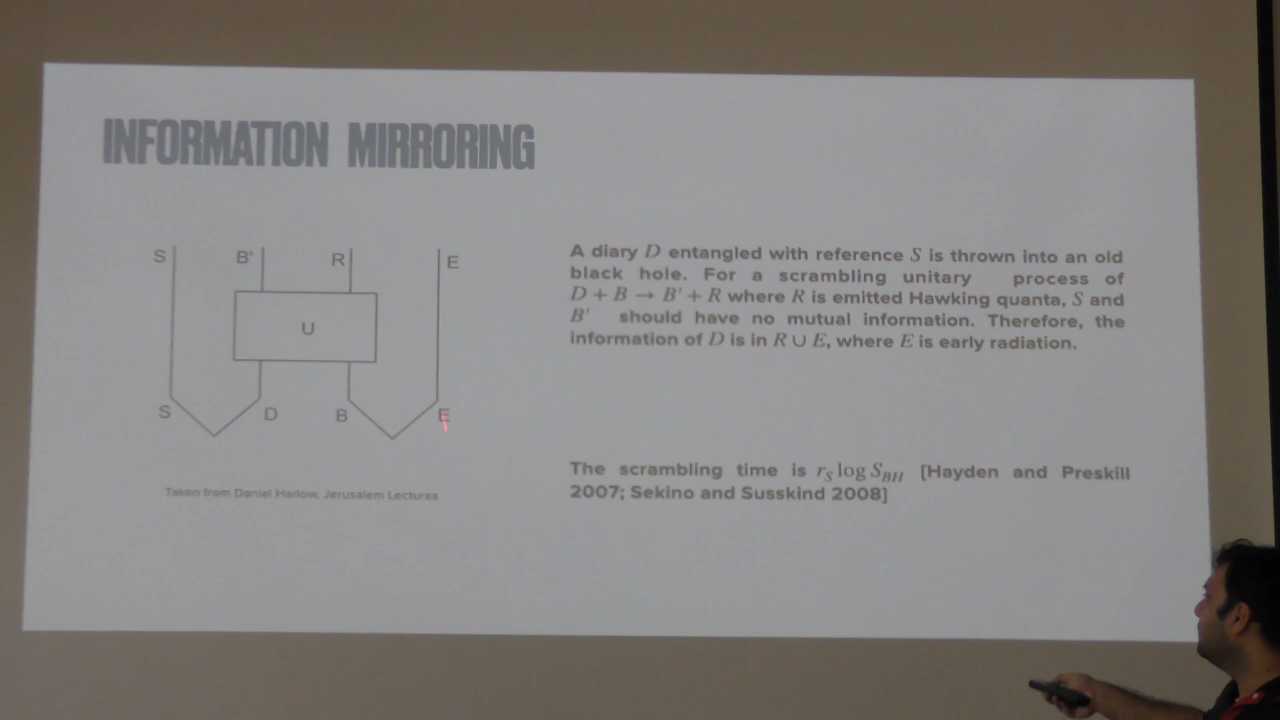 INFORMATION MIRRORING
S B' R E
U
S D B E
Taken from Daniel Harlow, Jerusalem Lectures
A diary D entangled with reference S is thrown into an old
black hole. For a scrambling unitary process of
D + B → B' + R where R is emitted Hawking quanta, S and
B' should have no mutual information. Therefore, the
information of D is in R ∪ E, where E is early radiation.
The scrambling time is r_S log S_BH [Hayden and Preskill
2007; Sekino and Susskind 2008]